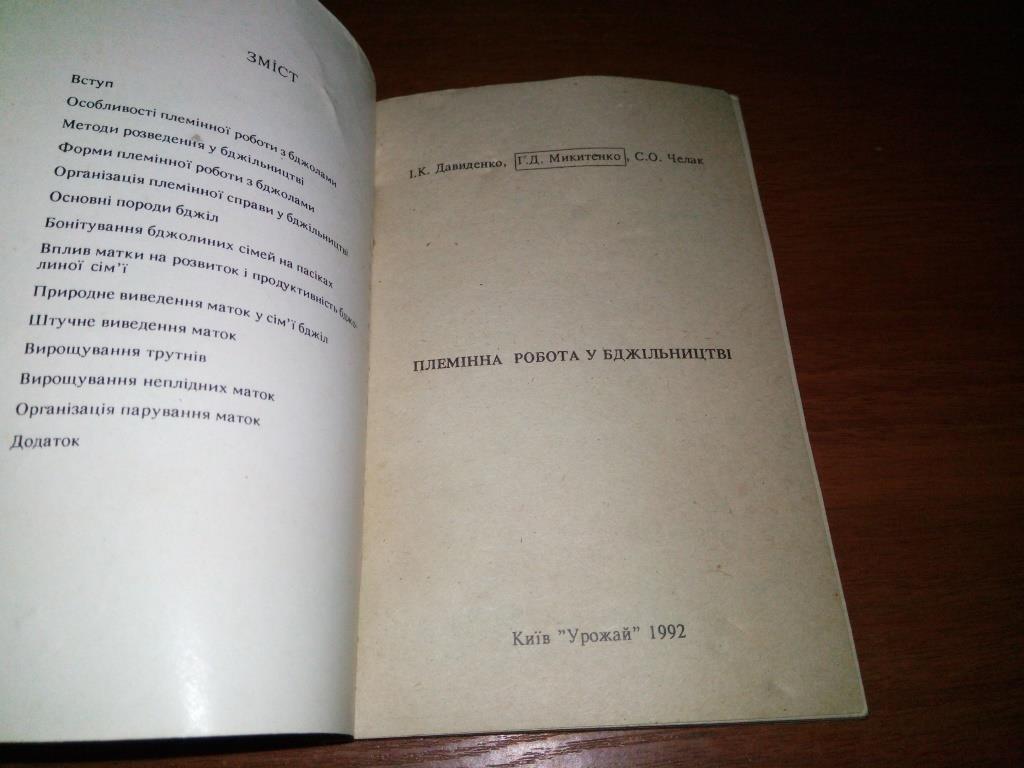 ЗМІСТ
Вступ
Особливості племінної роботи з бджолами
Методи розведення у бджільництві
Форми племінної роботи з бджолами
Організація племінної справи у бджільництві
Основні породи бджіл
Бонітування бджолиних сімей на пасіках
Вплив матки на розвиток і продуктивність бджо-
линої сім’ї
Природне виведення маток у сім’ї бджіл
Штучне виведення маток
Вирощування трутнів
Вирощування неплідних маток
Організація парування маток
Додаток
І.К. Давиденко, Г.Д. Микитенко, С.О. Челак
ПЛЕМІННА РОБОТА У БДЖІЛЬНИЦТВІ
Київ ”Урожай” 1992